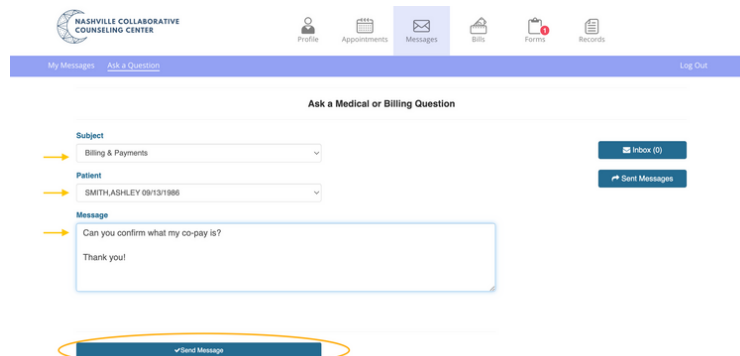 NASHVILLE COLLABORATIVE
COUNSELING CENTER
Profile
Appointments
Messages
Bills
1
Forms
Records
My Messages
Ask a Question
Log Out
Ask a Medical or Billing Question
Subject
Billing & Payments
Inbox (0)
Patient
Sent Messages
SMITH,ASHLEY 09/13/1986
Message
Can you confirm what my co-pay is?
Thank you!
Send Message